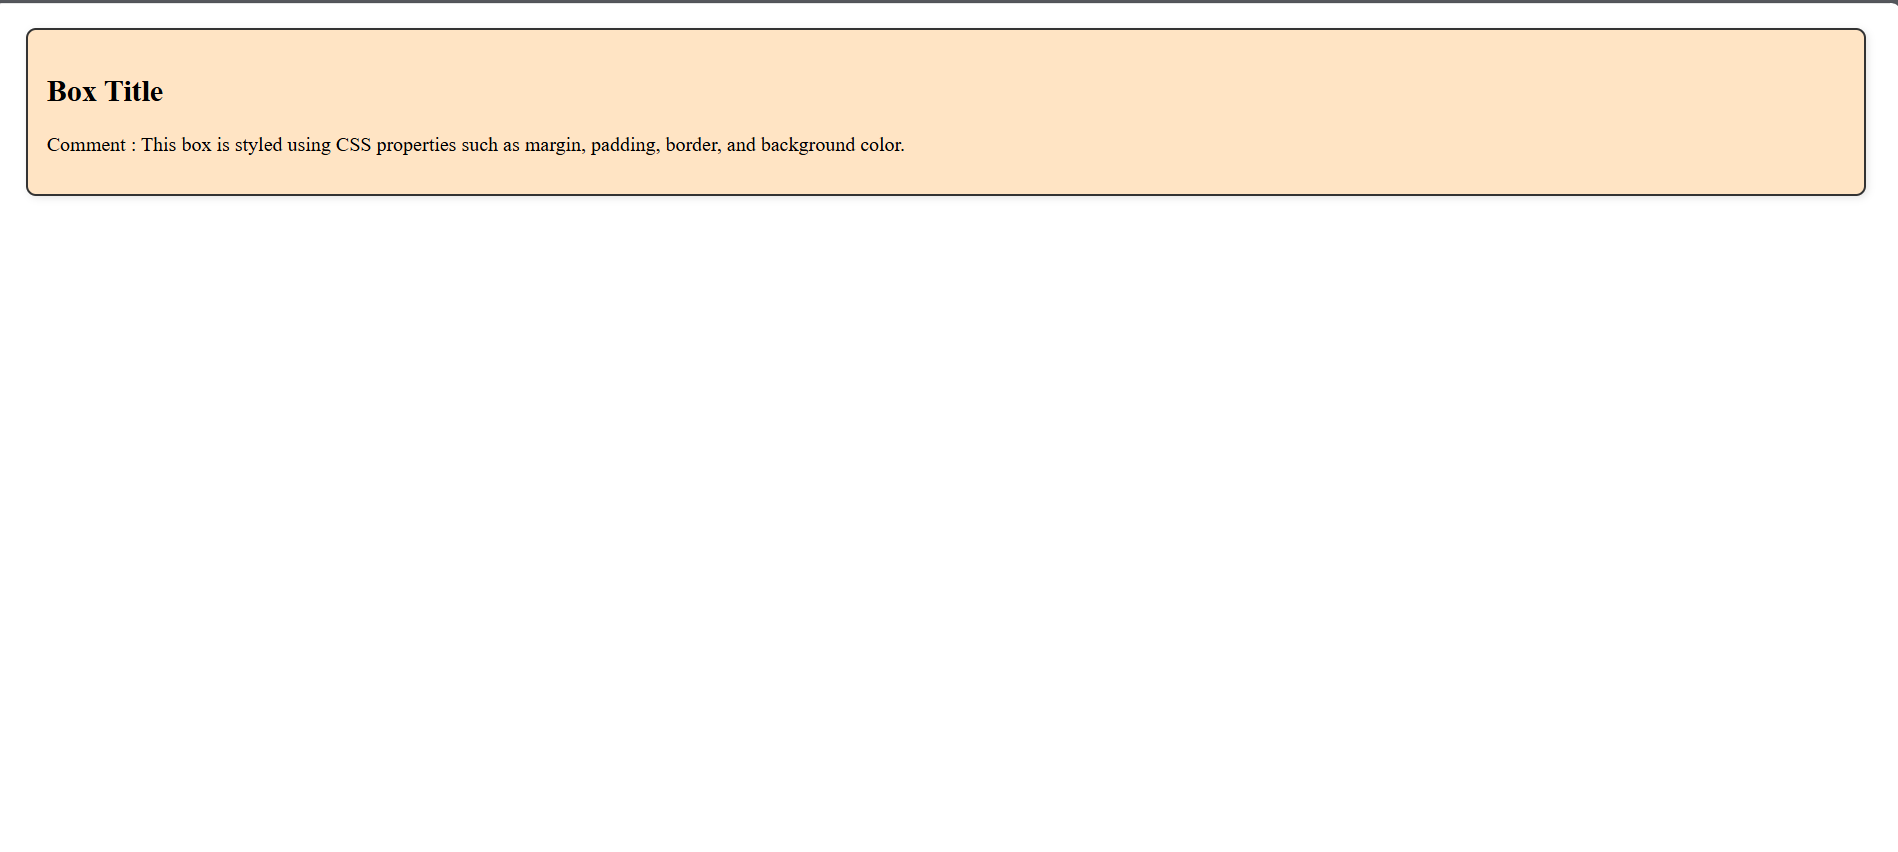 Box Title
Comment : This box is styled using CSS properties such as margin, padding, border, and background color.